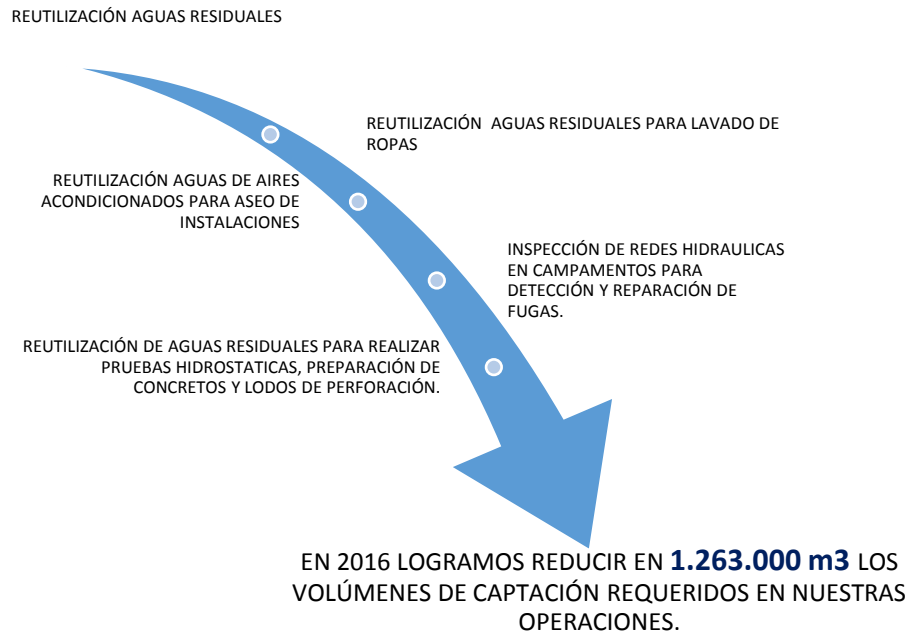 REUTILIZACIÓN AGUAS RESIDUALES
REUTILIZACIÓN AGUAS RESIDUALES PARA LAVADO DE
ROPAS
REUTILIZACIÓN AGUAS DE AIRES
ACONDICIONADOS PARA ASEO DE
INSTALACIONES
INSPECCIÓN DE REDES HIDRAULICAS
EN CAMPAMENTOS PARA
DETECCIÓN Y REPARACIÓN DE
FUGAS.
REUTILIZACIÓN DE AGUAS RESIDUALES PARA REALIZAR
PRUEBAS HIDROSTATICAS, PREPARACIÓN DE
CONCRETOS Y LODOS DE PERFORACIÓN.
EN 2016 LOGRAMOS REDUCIR EN 1.263.000 m3 LOS
VOLÚMENES DE CAPTACIÓN REQUERIDOS EN NUESTRAS
OPERACIONES.